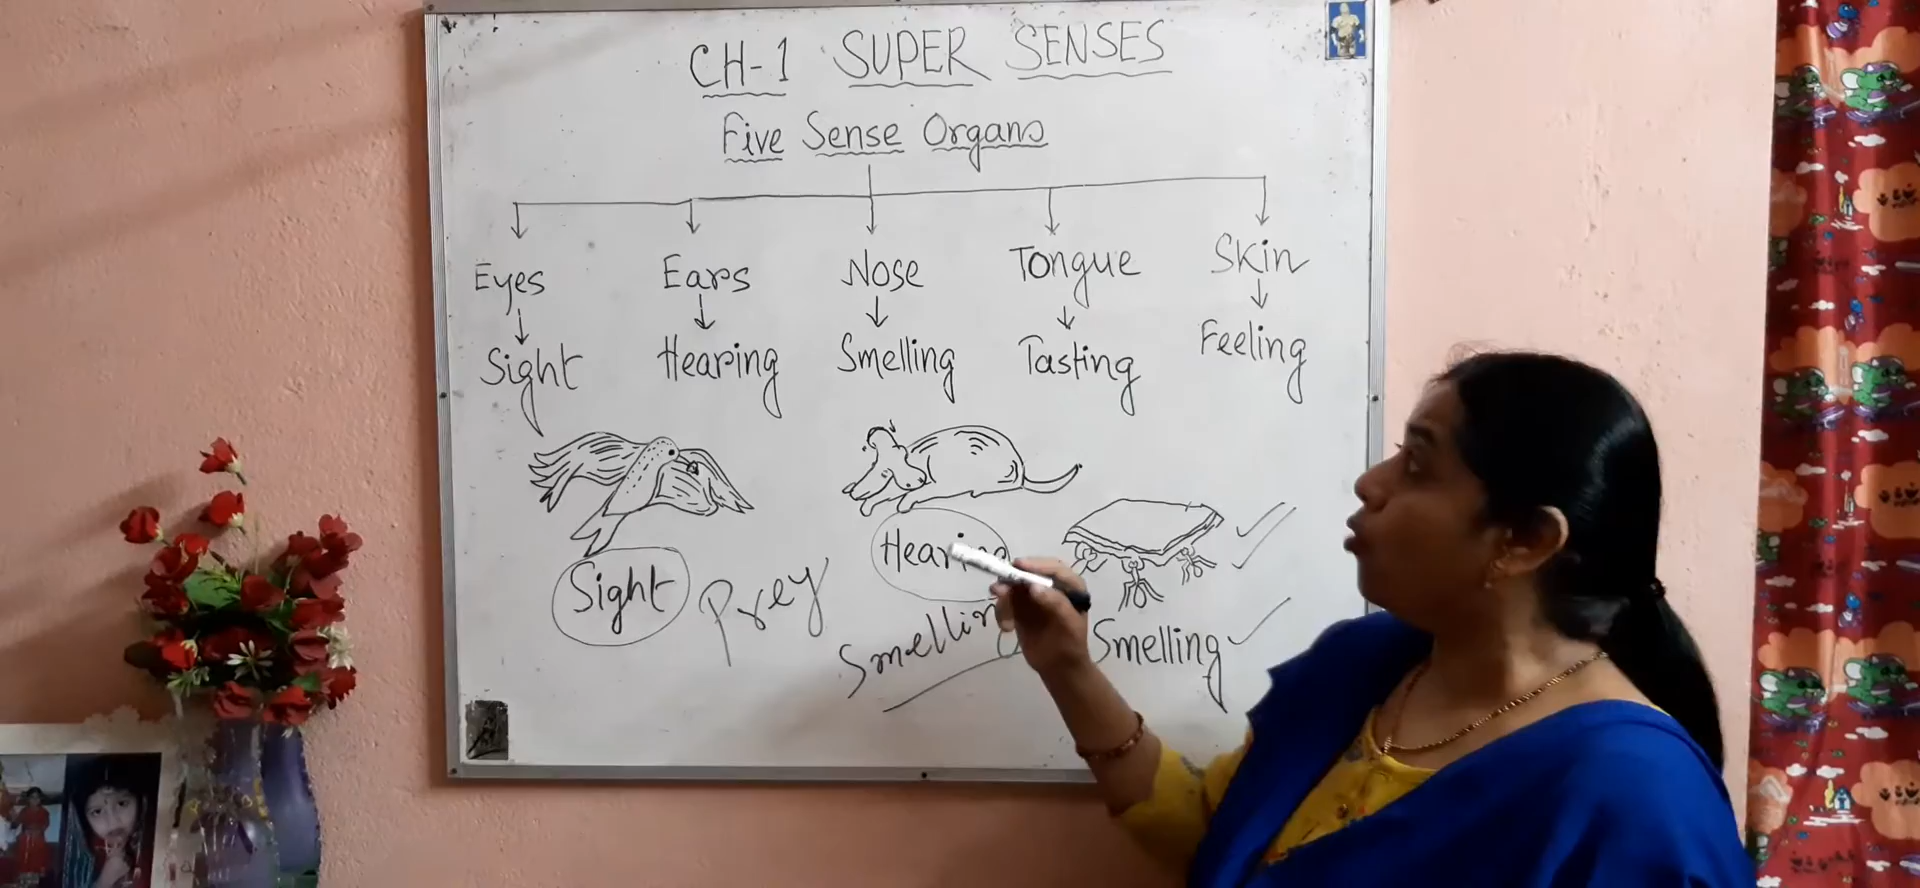 CH-1 SUPER SENSES
Five Sense Organs
Eyes Ears Nose Tongue Skin
Sight Hearing Smelling Tasting Feeling
Sight Prey Hearing
Smelling Smelling